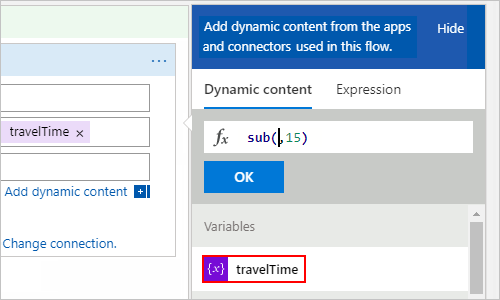 Add dynamic content from the apps
and connectors used in this flow.
Hide
...
Dynamic content
Expression
travelTime ×
fx sub(,15)
Add dynamic content +
OK
Variables
Change connection.
{x} travelTime